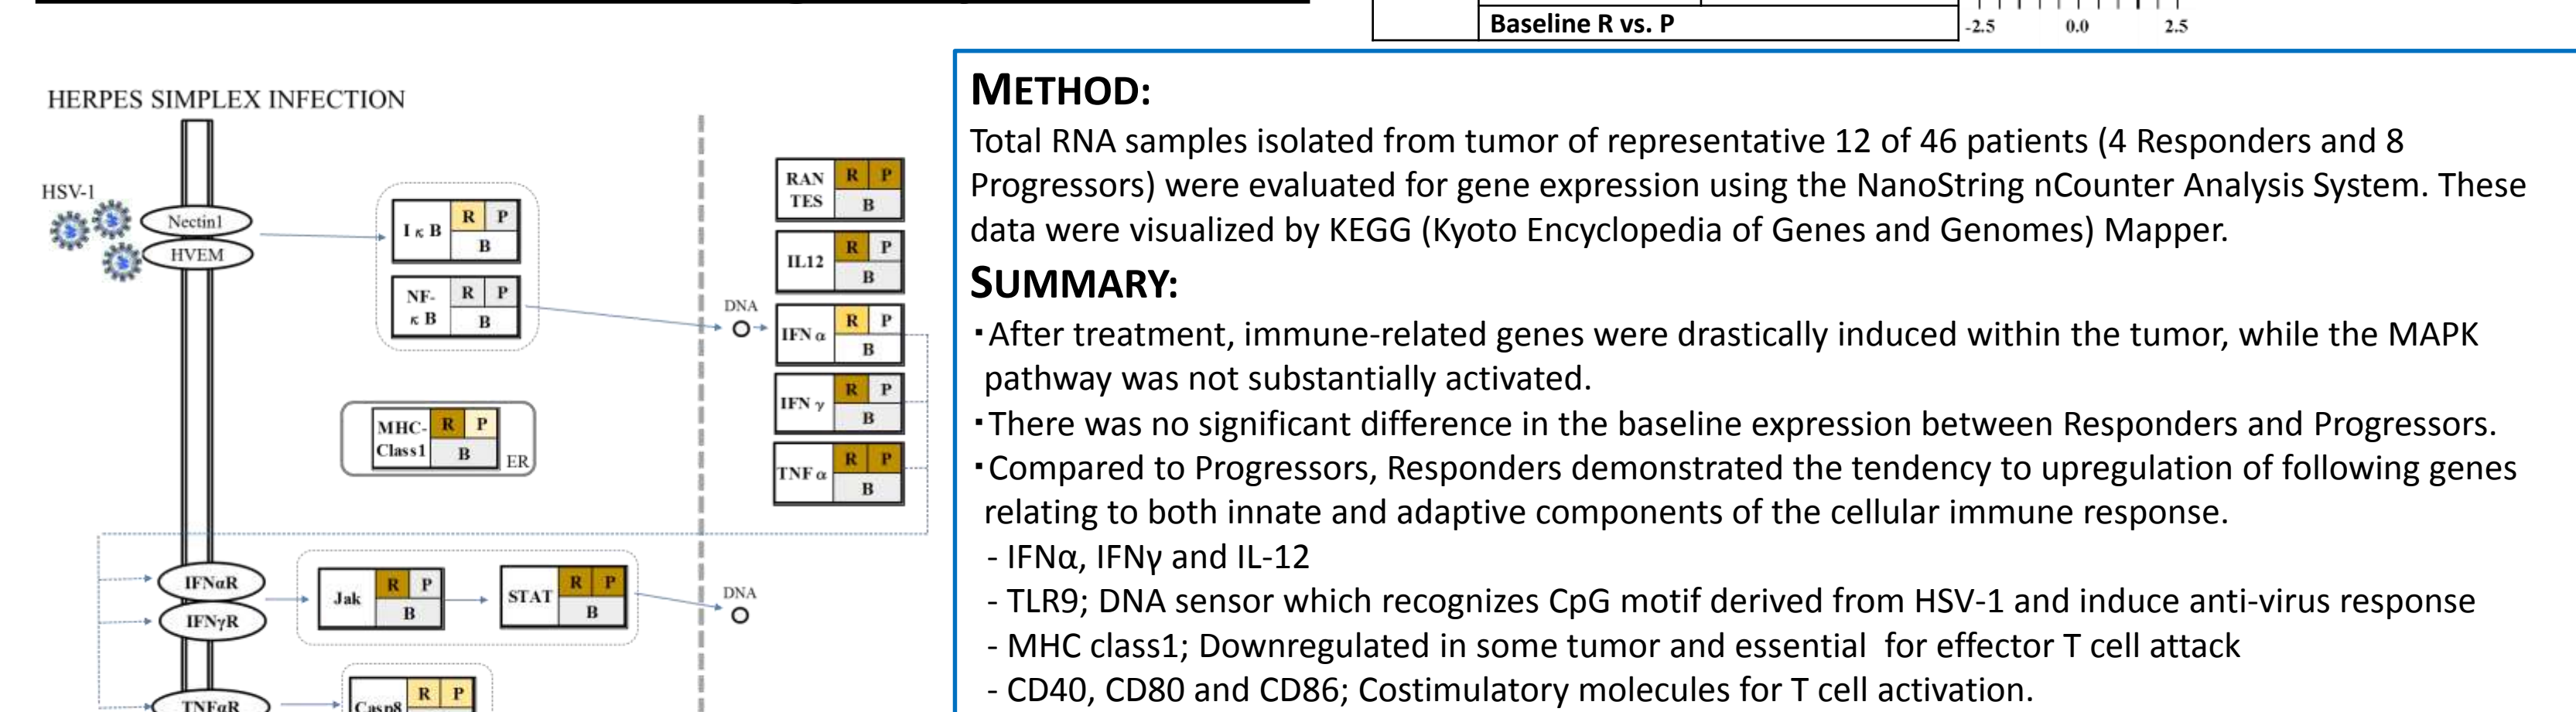 Baseline R vs. P
-2.5 0.0 2.5
HERPES SIMPLEX INFECTION
HSV-1
Nectin1
HVEM
I κ B R P
B
NF-
κ B R P
B
MHC-
Class1 R P
B
ER
DNA
RAN
TES R P
B
IL12 R P
B
IFN α R P
B
IFN γ R P
B
TNF α R P
B
IFNαR
IFNγR
Jak R P
B
STAT R P
B
DNA
TNFαR
Casp8 R P
METHOD:
Total RNA samples isolated from tumor of representative 12 of 46 patients (4 Responders and 8
Progressors) were evaluated for gene expression using the NanoString nCounter Analysis System. These
data were visualized by KEGG (Kyoto Encyclopedia of Genes and Genomes) Mapper.
SUMMARY:
・After treatment, immune-related genes were drastically induced within the tumor, while the MAPK
pathway was not substantially activated.
・There was no significant difference in the baseline expression between Responders and Progressors.
・Compared to Progressors, Responders demonstrated the tendency to upregulation of following genes
relating to both innate and adaptive components of the cellular immune response.
- IFNα, IFNγ and IL-12
- TLR9; DNA sensor which recognizes CpG motif derived from HSV-1 and induce anti-virus response
- MHC class1; Downregulated in some tumor and essential for effector T cell attack
- CD40, CD80 and CD86; Costimulatory molecules for T cell activation.